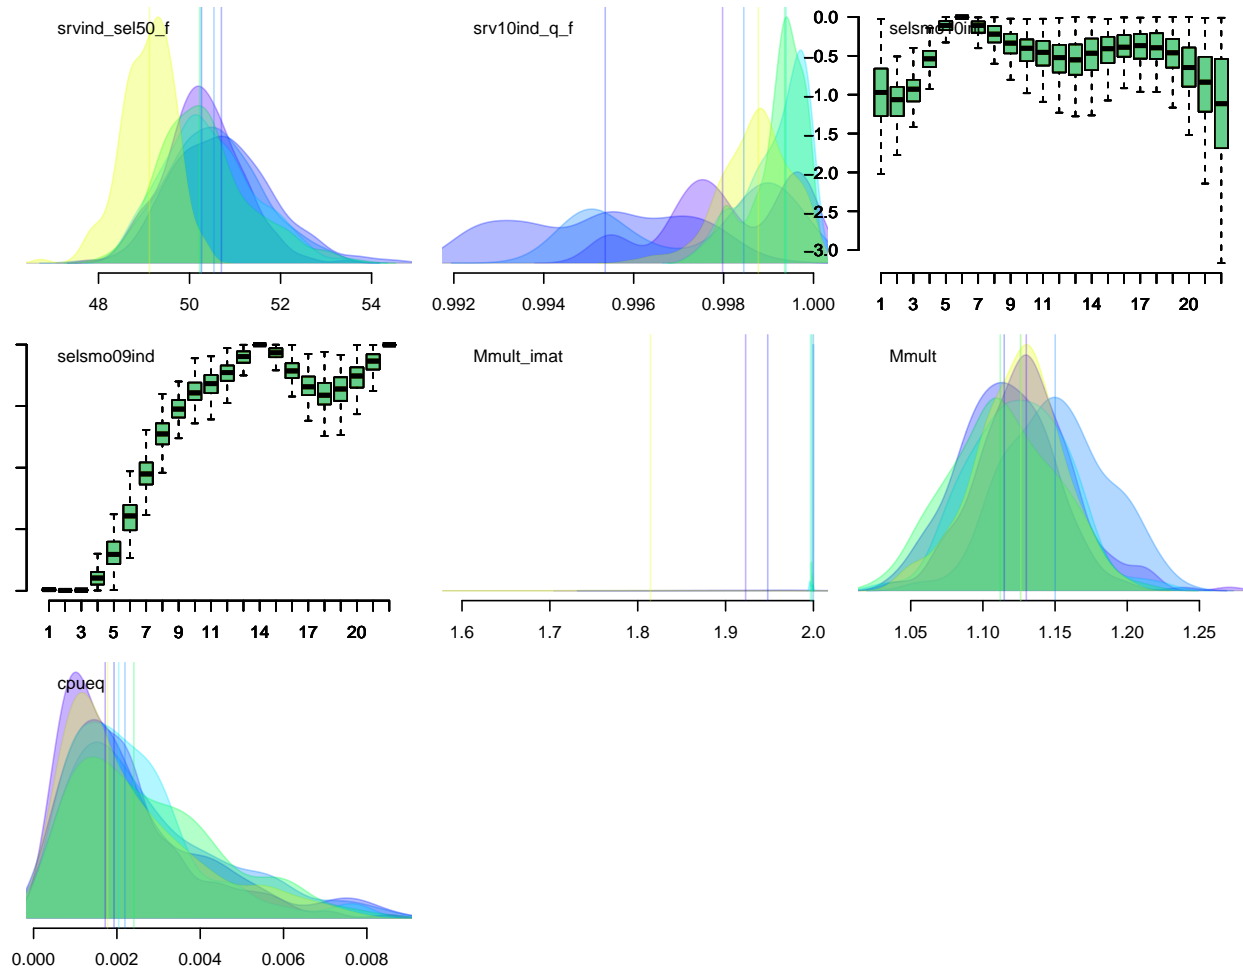 srvind_sel50_f
48 50 52 54
srv10ind_q_f
0.992 0.994 0.996 0.998 1.000
selsmo10ind
0.0
−0.5
−1.0
−1.5
−2.0
−2.5
−3.0
1 3 5 7 9 11 14 17 20
selsmo09ind
1 3 5 7 9 11 14 17 20
Mmult_imat
1.6 1.7 1.8 1.9 2.0
Mmult
1.05 1.10 1.15 1.20 1.25
cpueq
0.000 0.002 0.004 0.006 0.008